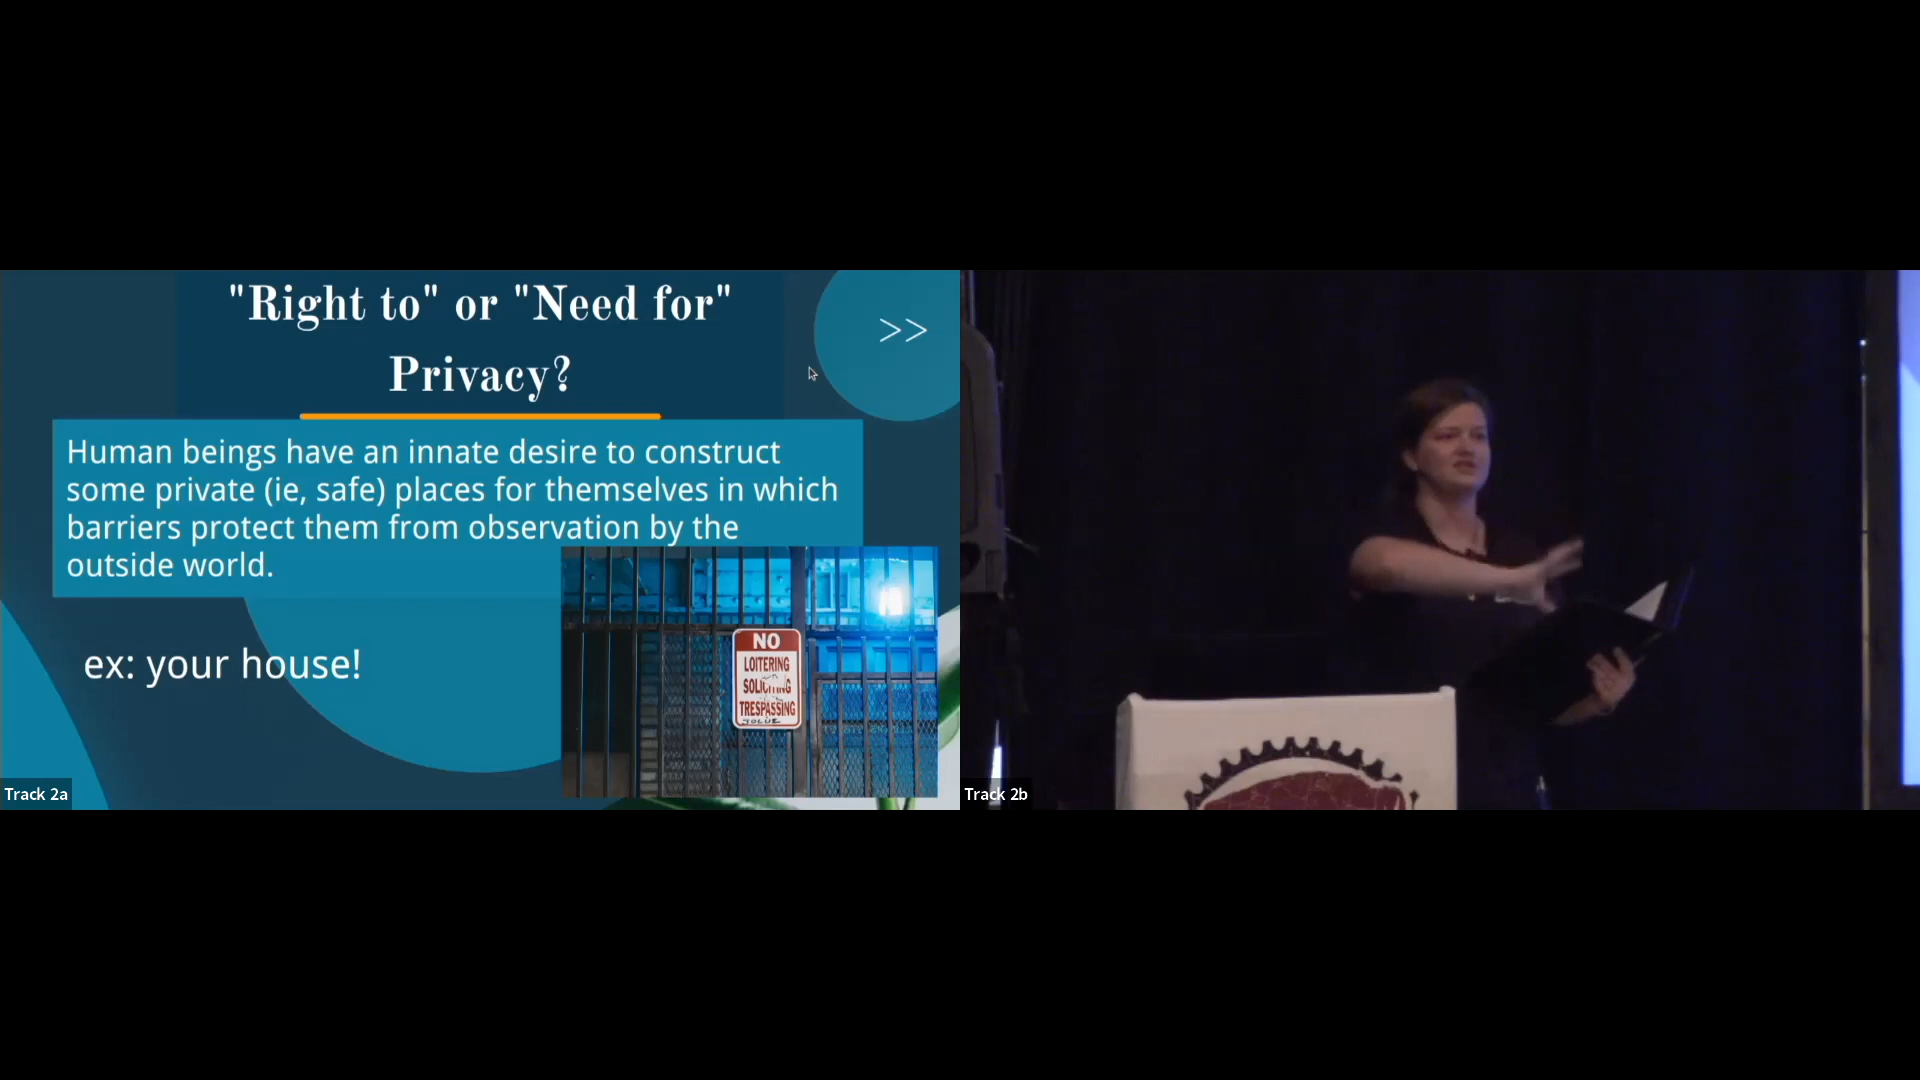 "Right to" or "Need for"
Privacy?
>>
Human beings have an innate desire to construct
some private (ie, safe) places for themselves in which
barriers protect them from observation by the
outside world.
ex: your house!
NO
LOITERING
SOLICITING
TRESPASSING
Track 2a
Track 2b